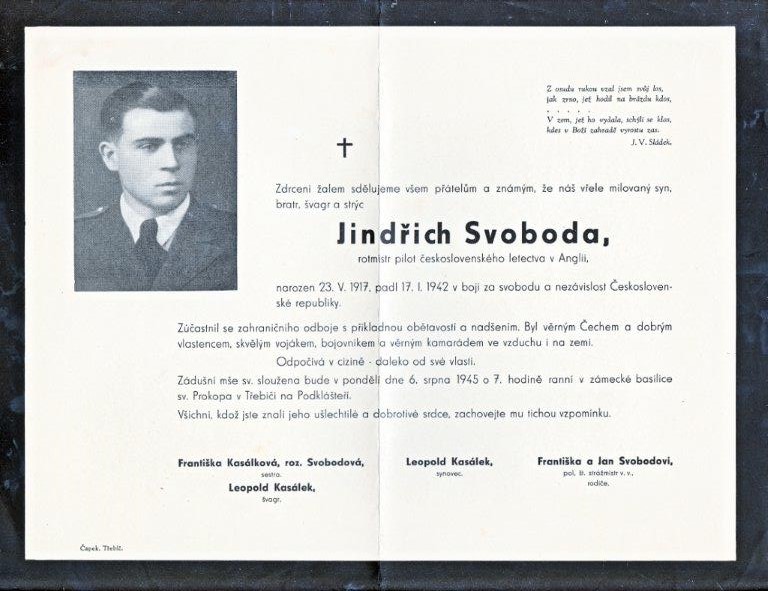 Z osudu rukou vzal jsem svůj los,
jak zrno, jež hodil na brázdu kdos,
. . . . .
V zem, jež ho vydala, schýlí se klas,
kdes v Boží zahradě vyrostu zas.
J. V. Sládek.
Zdrceni žalem sdělujeme všem přátelům a známým, že náš vřele milovaný syn,
bratr, švagr a strýc
Jindřich Svoboda,
rotmistr pilot československého letectva v Anglii,
narozen 23. V. 1917, padl 17. I. 1942 v boji za svobodu a nezávislost Českosloven-
ské republiky.
Zúčastnil se zahraničního odboje s příkladnou obětavostí a nadšením. Byl věrným Čechem a dobrým
vlastencem, skvělým vojákem, bojovníkem a věrným kamarádem ve vzduchu i na zemi.
Odpočívá v cizině - daleko od své vlasti.
Zádušní mše sv. sloužena bude v pondělí dne 6. srpna 1945 o 7. hodině ranní v zámecké basilice
sv. Prokopa v Třebíči na Podklášteří.
Všichni, kdož jste znali jeho ušlechtilé a dobrotivé srdce, zachovejte mu tichou vzpomínku.
Františka Kasálková, roz. Svobodová,
sestra.
Leopold Kasálek,
švagr.
Leopold Kasálek,
synovec.
Františka a Jan Svobodovi,
pol. št. strážmistr v. v.,
rodiče.
Čapek, Třebíč.